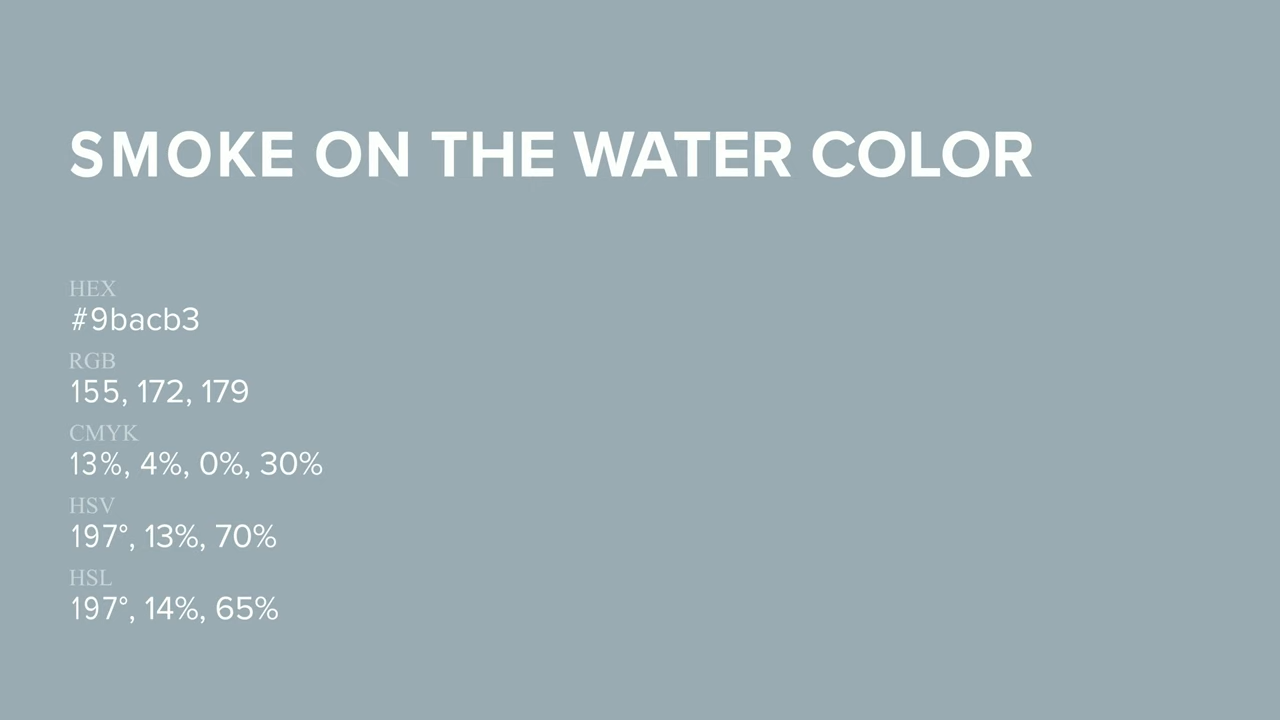 SMOKE ON THE WATER COLOR
HEX
#9bacb3
RGB
155, 172, 179
CMYK
13%, 4%, 0%, 30%
HSV
197°, 13%, 70%
HSL
197°, 14%, 65%